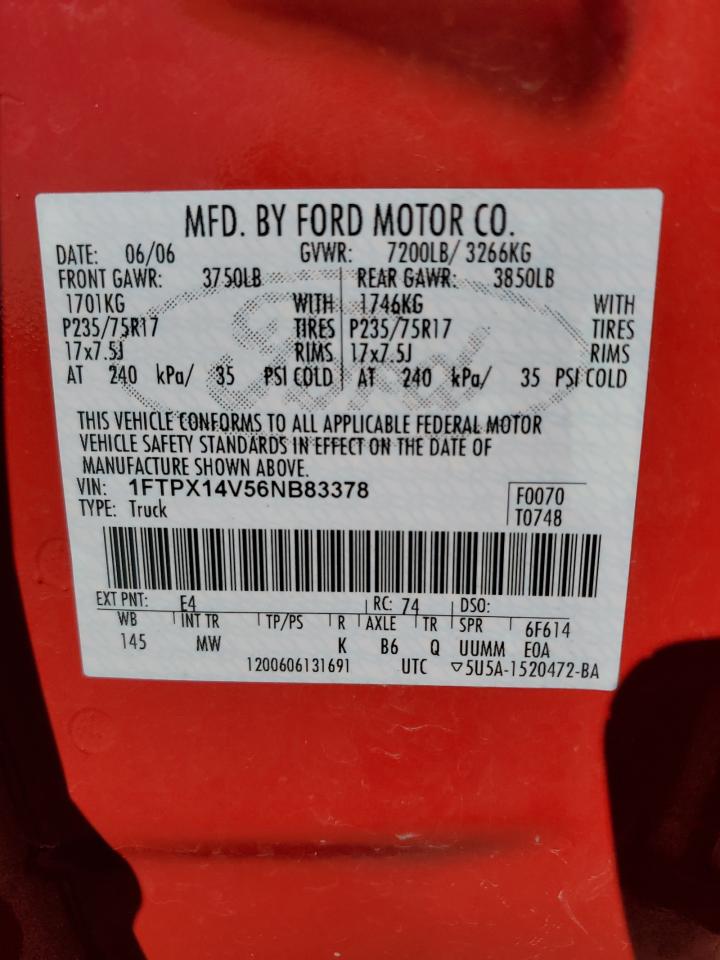 MFD. BY FORD MOTOR CO.
DATE: 06/06 GVWR: 7200LB/ 3266KG
FRONT GAWR: 3750LB REAR GAWR: 3850LB
1701KG WITH 1746KG WITH
P235/75R17 TIRES P235/75R17 TIRES
17x7.5J RIMS 17x7.5J RIMS
AT 240 kPa/ 35 PSI COLD AT 240 kPa/ 35 PSI COLD
Ford
THIS VEHICLE CONFORMS TO ALL APPLICABLE FEDERAL MOTOR
VEHICLE SAFETY STANDARDS IN EFFECT ON THE DATE OF
MANUFACTURE SHOWN ABOVE.
VIN: 1FTPX14V56NB83378 F0070
TYPE: Truck T0748
EXT PNT: E4 RC: 74 DSO:
WB INT TR TP/PS R AXLE TR SPR 6F614
145 MW K B6 Q UUMM EOA
1200606131691 UTC ▽5U5A-1520472-BA